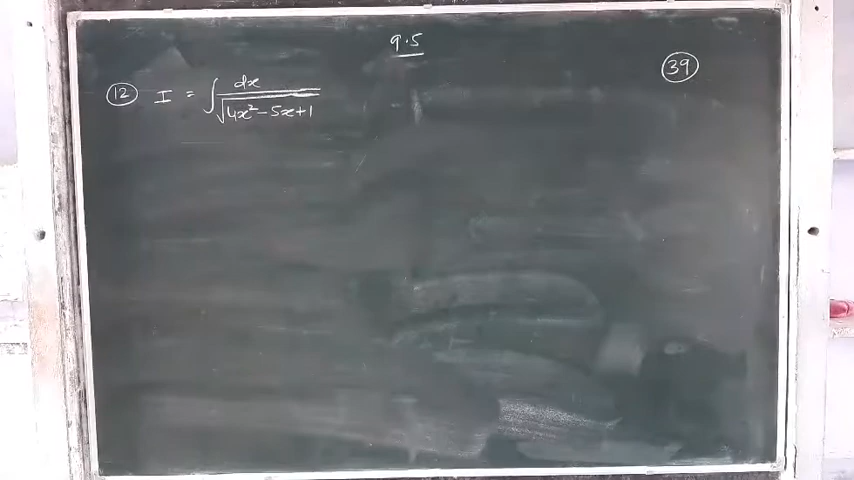 9.5
39
12 I = ∫ dx / √4x² - 5x + 1